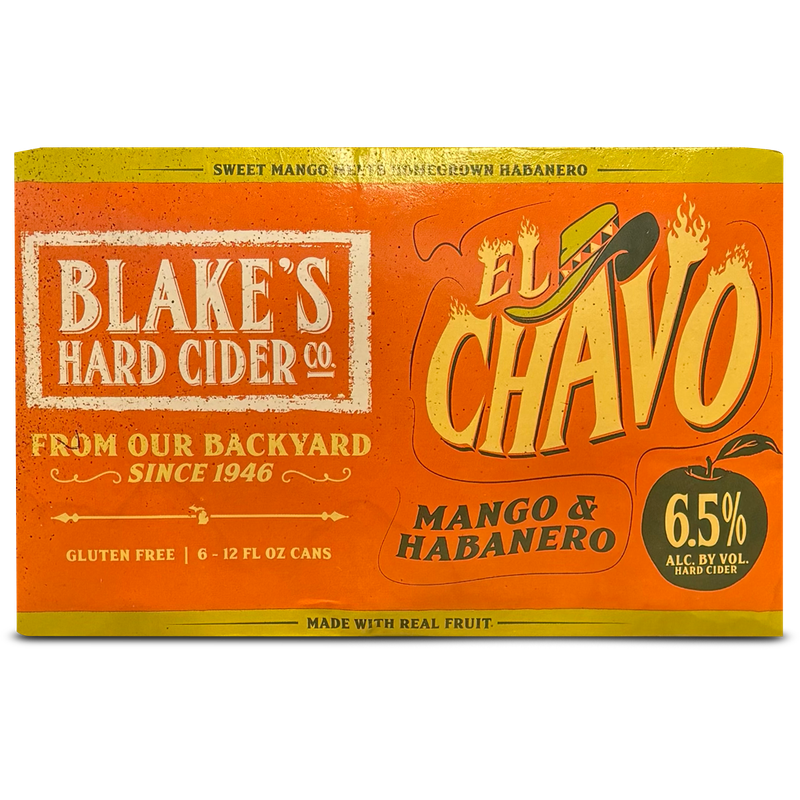 SWEET MANGO MEETS HOMEGROWN HABANERO
BLAKE'S
HARD CIDER CO.
FROM OUR BACKYARD
SINCE 1946
GLUTEN FREE | 6 - 12 FL OZ CANS
EL
CHAVO
MANGO &
HABANERO
6.5%
ALC. BY VOL.
HARD CIDER
MADE WITH REAL FRUIT